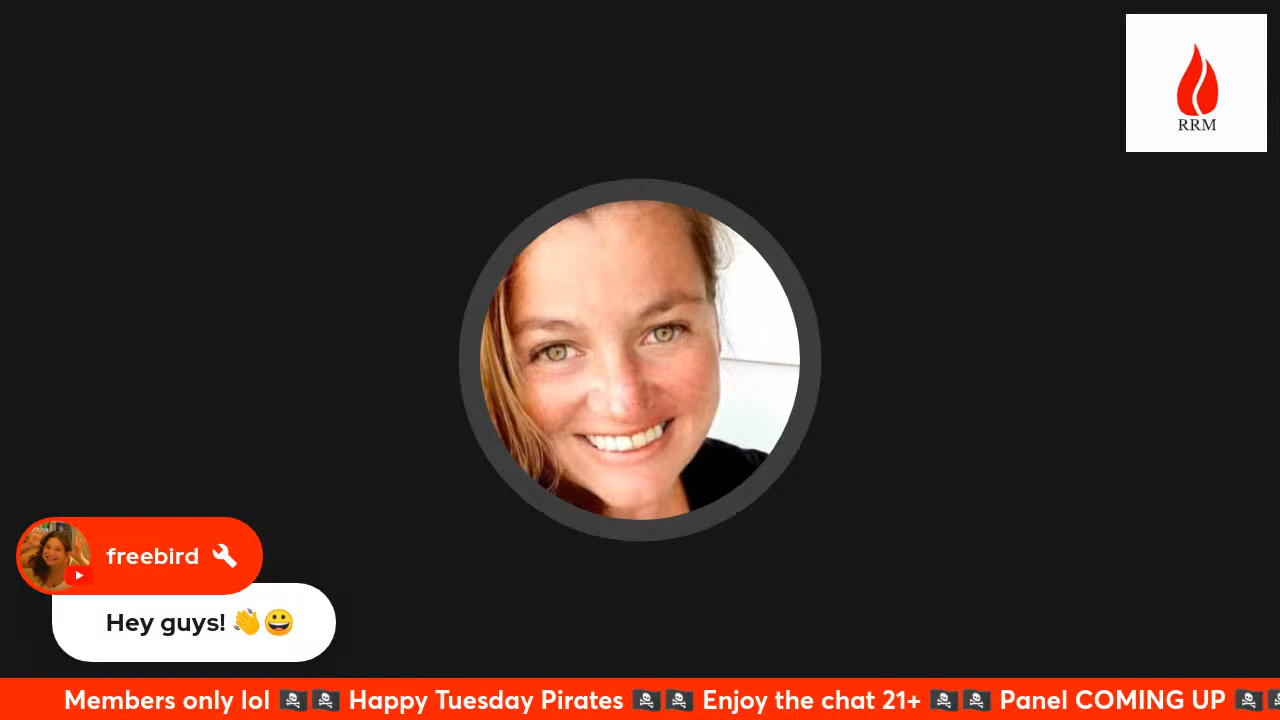 RRM
freebird
Hey guys! 👋😀
Members only lol 🏴‍☠️🏴‍☠️ Happy Tuesday Pirates 🏴‍☠️🏴‍☠️ Enjoy the chat 21+ 🏴‍☠️🏴‍☠️ Panel COMING UP 🏴‍☠️🏴‍☠️